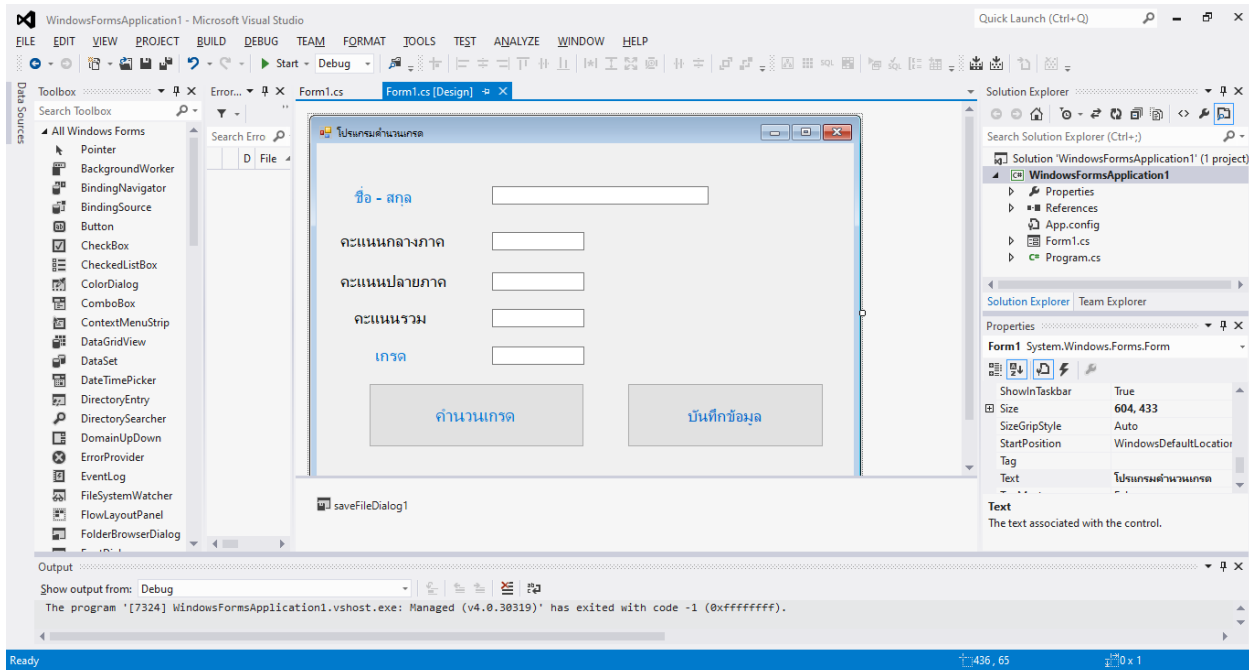 WindowsFormsApplication1 - Microsoft Visual Studio
Quick Launch (Ctrl+Q)
FILE EDIT VIEW PROJECT BUILD DEBUG TEAM FORMAT TOOLS TEST ANALYZE WINDOW HELP
Start Debug
Data Sources
Toolbox
Search Toolbox
All Windows Forms
Pointer
BackgroundWorker
BindingNavigator
BindingSource
Button
CheckBox
CheckedListBox
ColorDialog
ComboBox
ContextMenuStrip
DataGridView
DataSet
DateTimePicker
DirectoryEntry
DirectorySearcher
DomainUpDown
ErrorProvider
EventLog
FileSystemWatcher
FlowLayoutPanel
FolderBrowserDialog
Error...
Search Erro
D File
Form1.cs Form1.cs [Design]
โปรแกรมคำนวนเกรด
ชื่อ - สกุล
คะแนนกลางภาค
คะแนนปลายภาค
คะแนนรวม
เกรด
คำนวนเกรด บันทึกข้อมูล
saveFileDialog1
Solution Explorer
Search Solution Explorer (Ctrl+;)
Solution 'WindowsFormsApplication1' (1 project)
WindowsFormsApplication1
Properties
References
App.config
Form1.cs
Program.cs
Solution Explorer Team Explorer
Properties
Form1 System.Windows.Forms.Form
ShowInTaskbar True
Size 604, 433
SizeGripStyle Auto
StartPosition WindowsDefaultLocation
Tag
Text โปรแกรมคำนวนเกรด
Text
The text associated with the control.
Output
Show output from: Debug
The program '[7324] WindowsFormsApplication1.vshost.exe: Managed (v4.0.30319)' has exited with code -1 (0xffffffff).
Ready
436 , 65
0 x 1